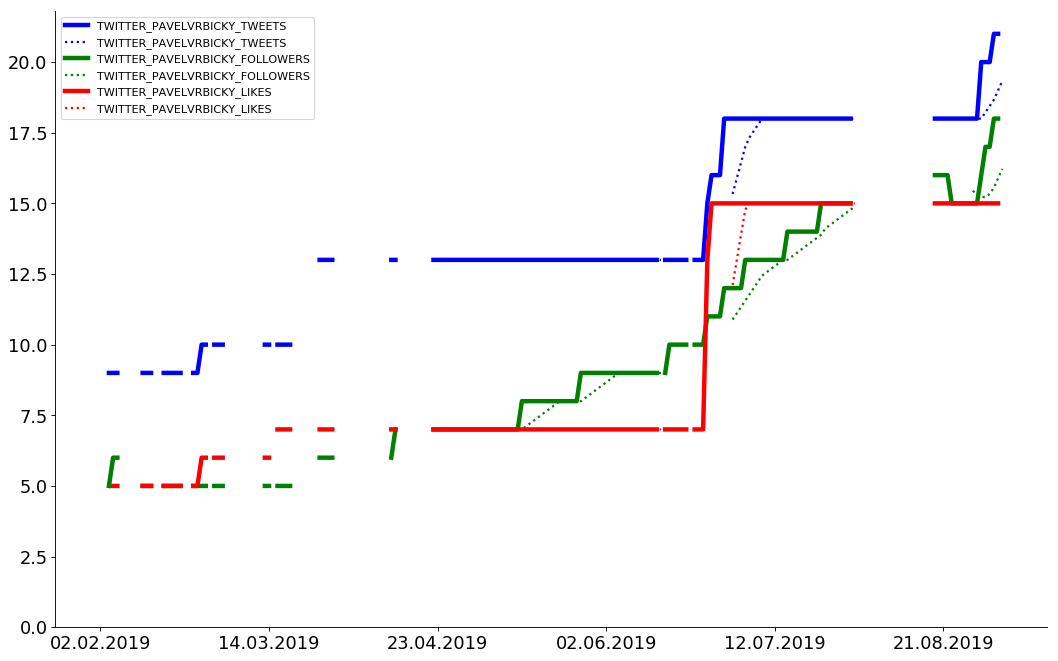 TWITTER_PAVELVRBICKY_TWEETS
TWITTER_PAVELVRBICKY_TWEETS
TWITTER_PAVELVRBICKY_FOLLOWERS
TWITTER_PAVELVRBICKY_FOLLOWERS
TWITTER_PAVELVRBICKY_LIKES
TWITTER_PAVELVRBICKY_LIKES
20.0
17.5
15.0
12.5
10.0
7.5
5.0
2.5
0.0
02.02.2019 14.03.2019 23.04.2019 02.06.2019 12.07.2019 21.08.2019